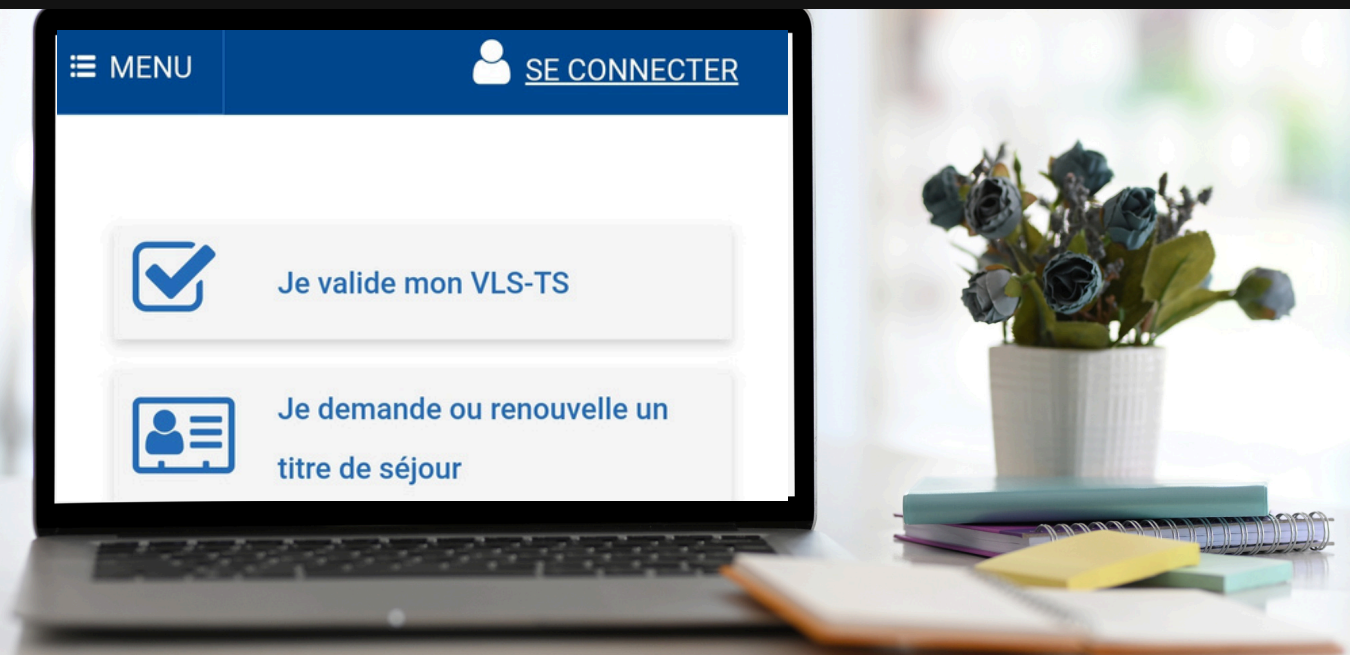 MENU
SE CONNECTER
Je valide mon VLS-TS
Je demande ou renouvelle un
titre de séjour